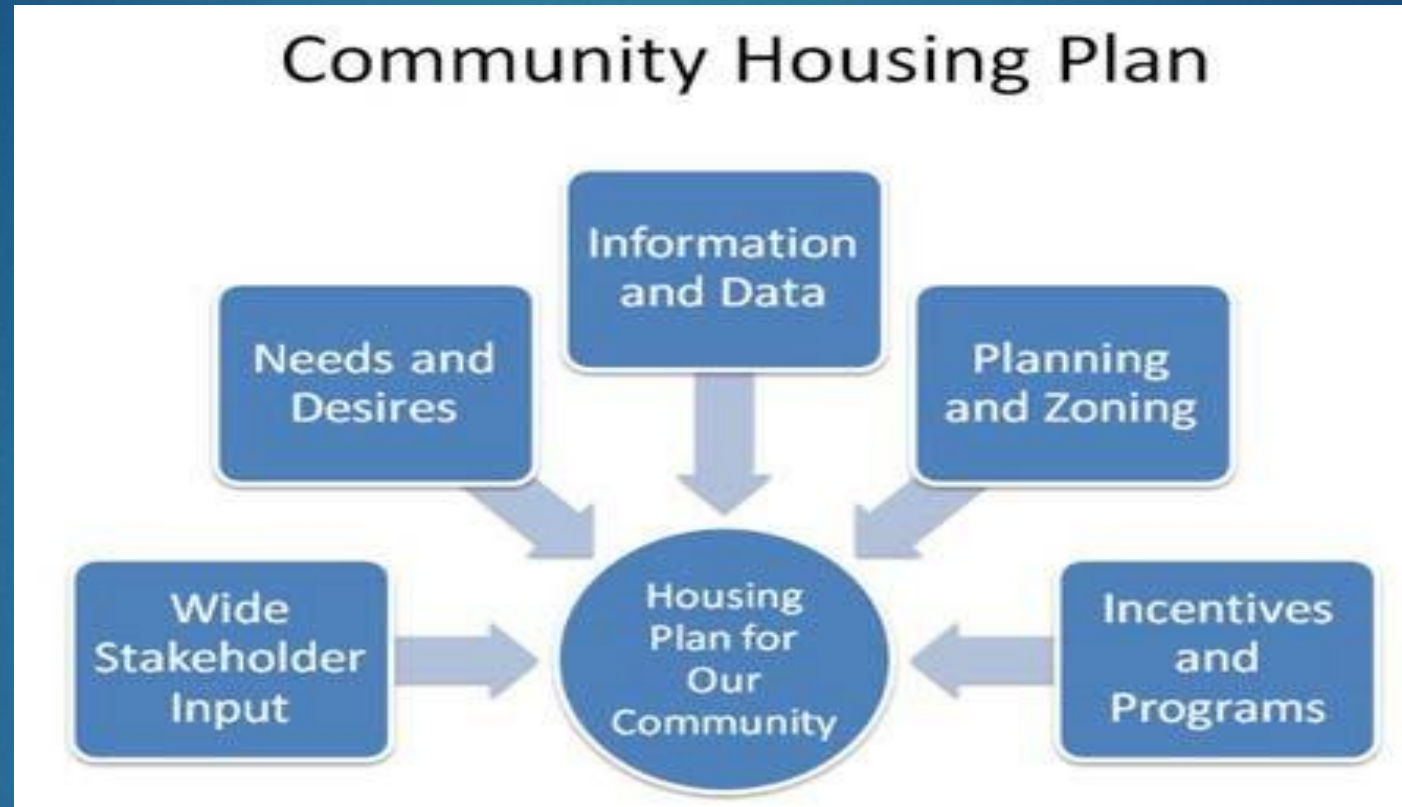 Community Housing Plan
Information
and Data
Needs and
Desires
Planning
and Zoning
Wide
Stakeholder
Input
Housing
Plan for
Our
Community
Incentives
and
Programs